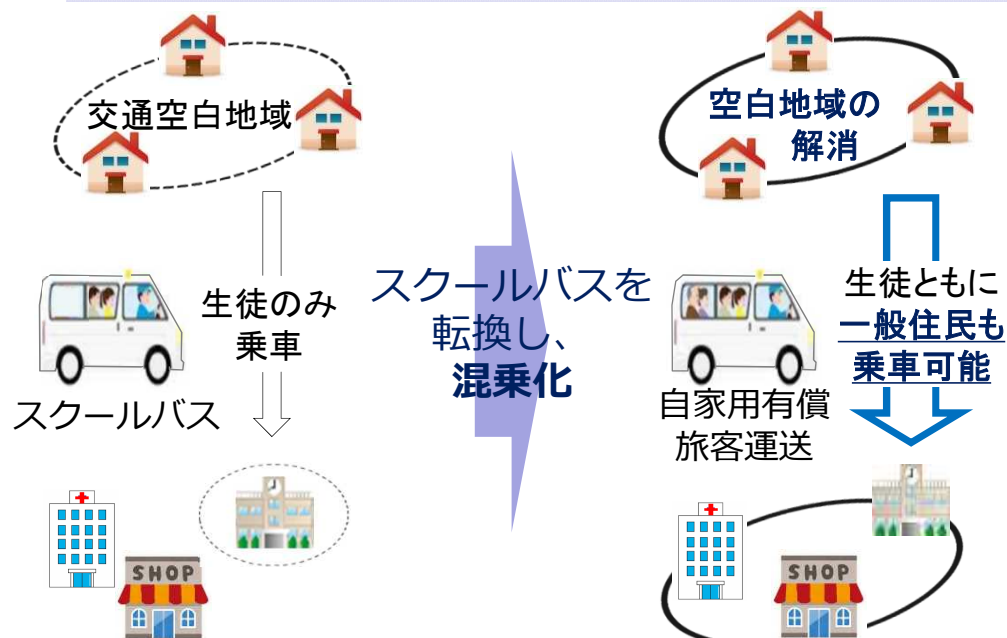 交通空白地域
生徒のみ
乗車
スクールバス
SHOP
スクールバスを
転換し、
混乗化
空白地域の
解消
生徒ともに
一般住民も
乗車可能
自家用有償
旅客運送
SHOP